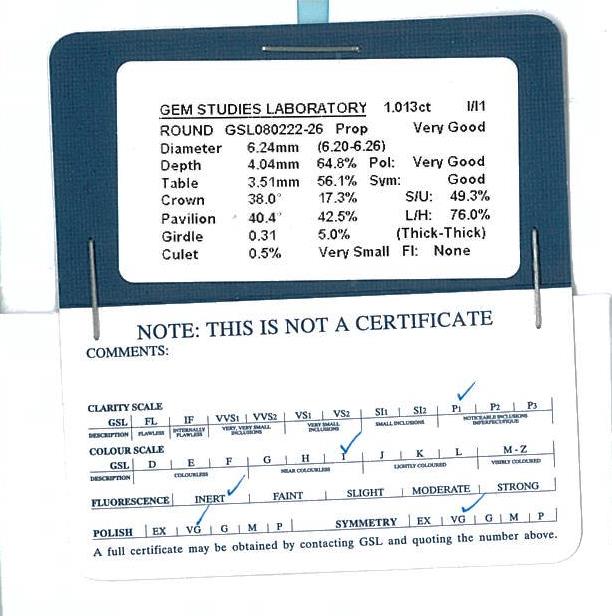 GEM STUDIES LABORATORY 1.013ct I/I1
ROUND GSL080222-26 Prop Very Good
Diameter 6.24mm (6.20-6.26)
Depth 4.04mm 64.8% Pol: Very Good
Table 3.51mm 56.1% Sym: Good
Crown 38.0° 17.3% S/U: 49.3%
Pavilion 40.4° 42.5% L/H: 76.0%
Girdle 0.31 5.0% (Thick-Thick)
Culet 0.5% Very Small Fl: None
NOTE: THIS IS NOT A CERTIFICATE
COMMENTS:
CLARITY SCALE
GSL FL IF VVS1 VVS2 VS1 VS2 SI1 SI2 P1 P2 P3
DESCRIPTION FLAWLESS INTERNALLY FLAWLESS VERY, VERY SMALL INCLUSIONS VERY SMALL INCLUSIONS SMALL INCLUSIONS NOTICEABLE INCLUSIONS IMPERFECT/PIQUE
COLOUR SCALE
GSL D E F G H I J K L M - Z
DESCRIPTION COLOURLESS NEAR COLOURLESS LIGHTLY COLOURED VISIBLY COLOURED
FLUORESCENCE INERT FAINT SLIGHT MODERATE STRONG
POLISH EX VG G M P SYMMETRY EX VG G M P
A full certificate may be obtained by contacting GSL and quoting the number above.